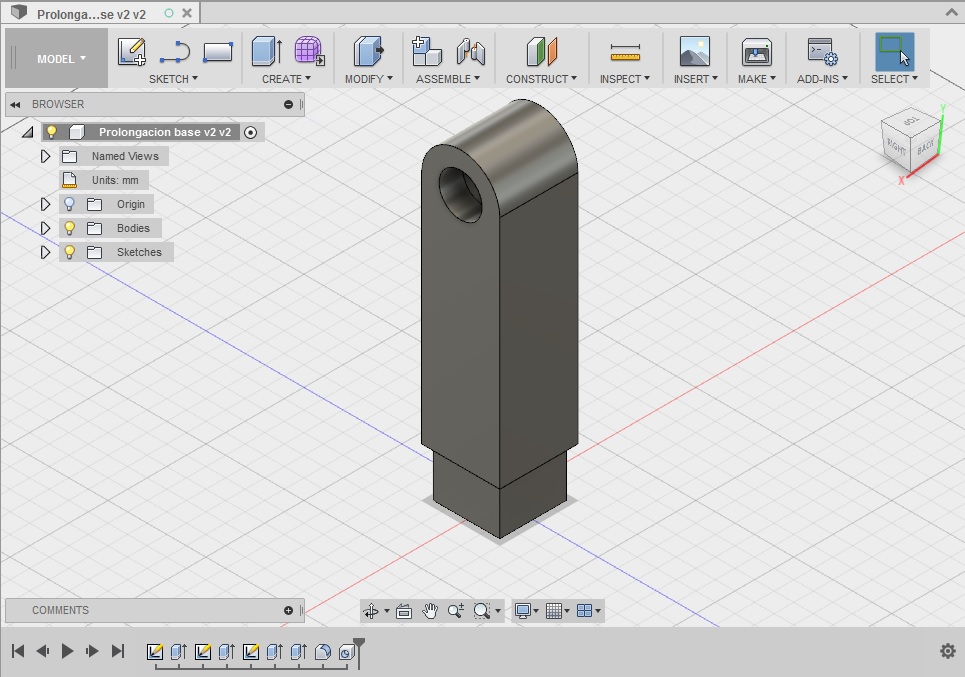 Prolonga...se v2 v2
MODEL
SKETCH
CREATE
MODIFY
ASSEMBLE
CONSTRUCT
INSPECT
INSERT
MAKE
ADD-INS
SELECT
BROWSER
Prolongacion base v2 v2
Named Views
Units: mm
Origin
Bodies
Sketches
TOP
RIGHT
BACK
Y
X
COMMENTS